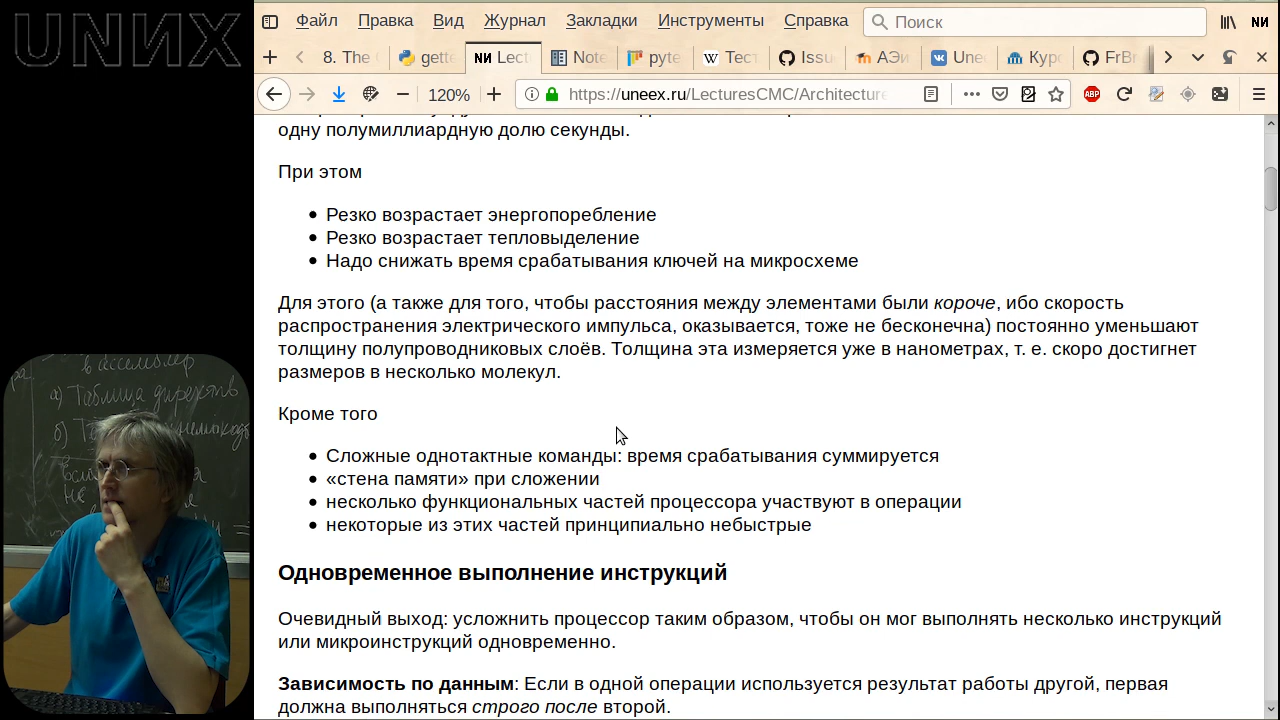 UNИX
Файл Правка Вид Журнал Закладки Инструменты Справка Поиск
8. The gette NИ Lect Note pyte W Тест Issu АЭи Unee Курс FrBr
120% https://uneex.ru/LecturesCMC/Architecture ABP
одну полумиллиардную долю секунды.
При этом
Резко возрастает энергопоребление
Резко возрастает тепловыделение
Надо снижать время срабатывания ключей на микросхеме
Для этого (а также для того, чтобы расстояния между элементами были короче, ибо скорость
распространения электрического импульса, оказывается, тоже не бесконечна) постоянно уменьшают
толщину полупроводниковых слоёв. Толщина эта измеряется уже в нанометрах, т. е. скоро достигнет
размеров в несколько молекул.
Кроме того
Сложные однотактные команды: время срабатывания суммируется
«стена памяти» при сложении
несколько функциональных частей процессора участвуют в операции
некоторые из этих частей принципиально небыстрые
Одновременное выполнение инструкций
Очевидный выход: усложнить процессор таким образом, чтобы он мог выполнять несколько инструкций
или микроинструкций одновременно.
Зависимость по данным: Если в одной операции используется результат работы другой, первая
должна выполняться строго после второй.
в ассемблер
а) Таблица директив
б)